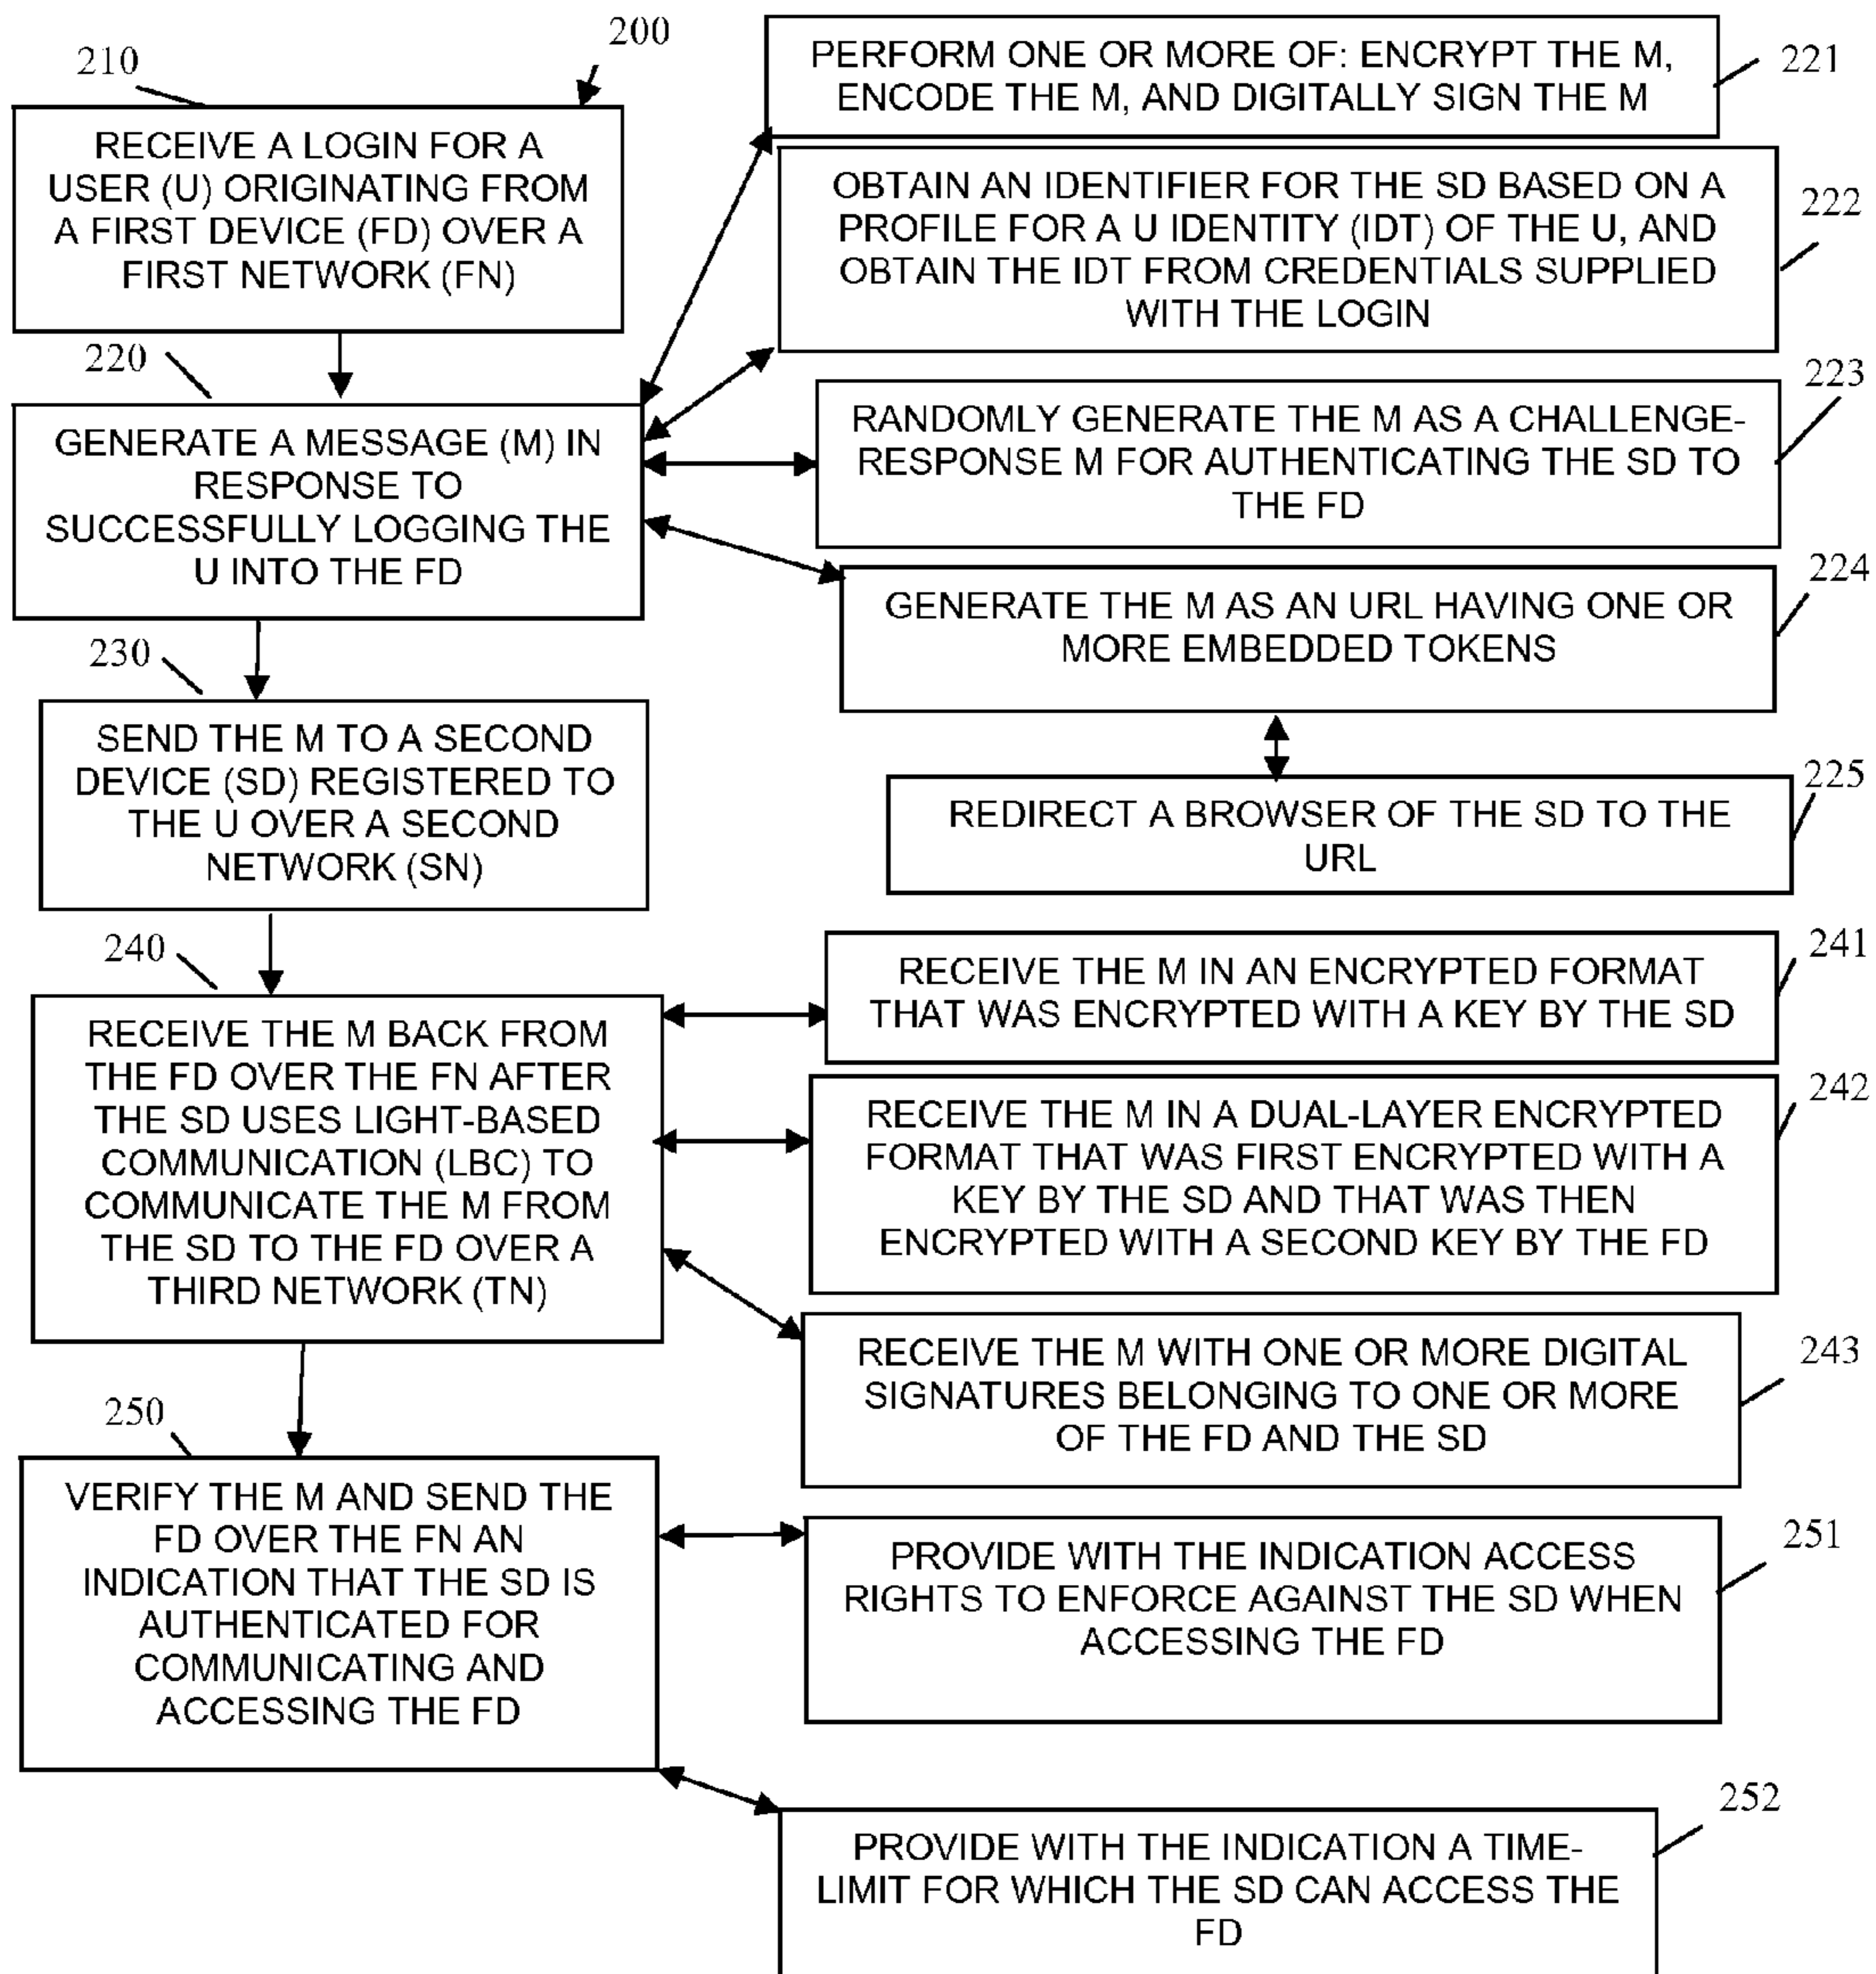 200
210
RECEIVE A LOGIN FOR A
USER (U) ORIGINATING FROM
A FIRST DEVICE (FD) OVER A
FIRST NETWORK (FN)
220
GENERATE A MESSAGE (M) IN
RESPONSE TO
SUCCESSFULLY LOGGING THE
U INTO THE FD
221
PERFORM ONE OR MORE OF: ENCRYPT THE M,
ENCODE THE M, AND DIGITALLY SIGN THE M
222
OBTAIN AN IDENTIFIER FOR THE SD BASED ON A
PROFILE FOR A U IDENTITY (IDT) OF THE U, AND
OBTAIN THE IDT FROM CREDENTIALS SUPPLIED
WITH THE LOGIN
223
RANDOMLY GENERATE THE M AS A CHALLENGE-
RESPONSE M FOR AUTHENTICATING THE SD TO
THE FD
224
GENERATE THE M AS AN URL HAVING ONE OR
MORE EMBEDDED TOKENS
225
REDIRECT A BROWSER OF THE SD TO THE
URL
230
SEND THE M TO A SECOND
DEVICE (SD) REGISTERED TO
THE U OVER A SECOND
NETWORK (SN)
240
RECEIVE THE M BACK FROM
THE FD OVER THE FN AFTER
THE SD USES LIGHT-BASED
COMMUNICATION (LBC) TO
COMMUNICATE THE M FROM
THE SD TO THE FD OVER A
THIRD NETWORK (TN)
241
RECEIVE THE M IN AN ENCRYPTED FORMAT
THAT WAS ENCRYPTED WITH A KEY BY THE SD
242
RECEIVE THE M IN A DUAL-LAYER ENCRYPTED
FORMAT THAT WAS FIRST ENCRYPTED WITH A
KEY BY THE SD AND THAT WAS THEN
ENCRYPTED WITH A SECOND KEY BY THE FD
243
RECEIVE THE M WITH ONE OR MORE DIGITAL
SIGNATURES BELONGING TO ONE OR MORE
OF THE FD AND THE SD
250
VERIFY THE M AND SEND THE
FD OVER THE FN AN
INDICATION THAT THE SD IS
AUTHENTICATED FOR
COMMUNICATING AND
ACCESSING THE FD
251
PROVIDE WITH THE INDICATION ACCESS
RIGHTS TO ENFORCE AGAINST THE SD WHEN
ACCESSING THE FD
252
PROVIDE WITH THE INDICATION A TIME-
LIMIT FOR WHICH THE SD CAN ACCESS THE
FD